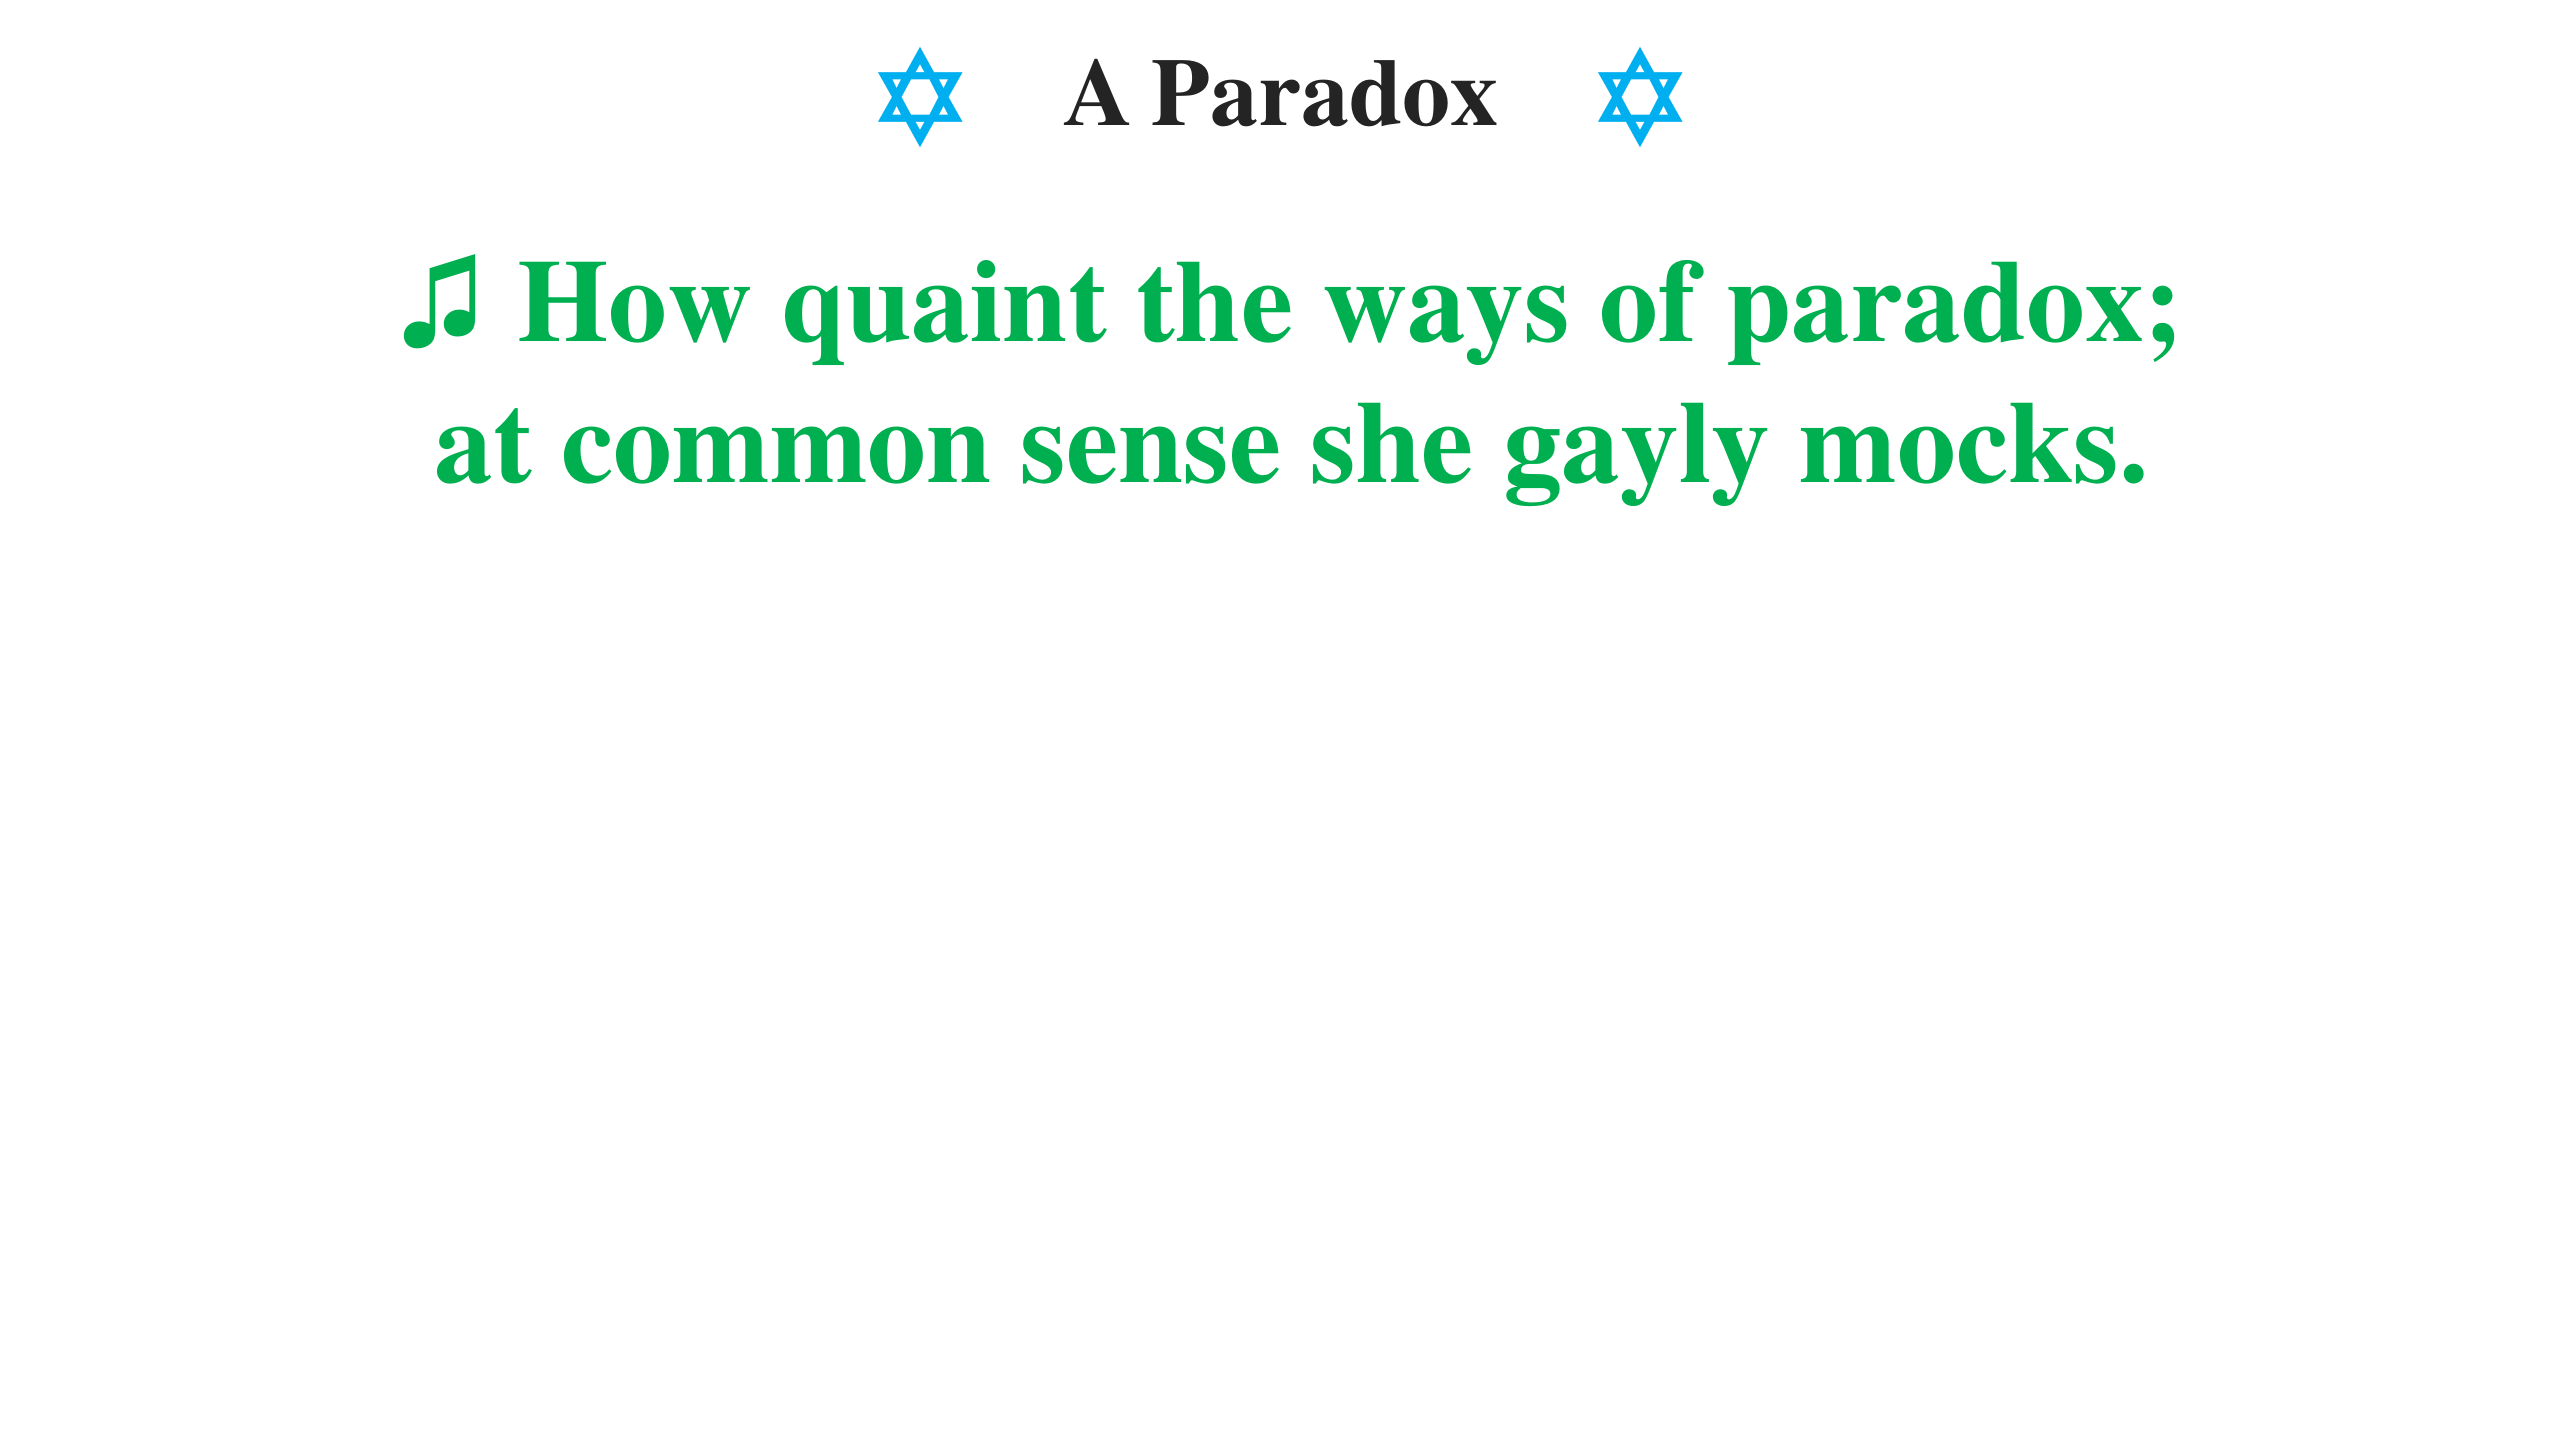 ✡ A Paradox ✡
♫ How quaint the ways of paradox;
at common sense she gayly mocks.